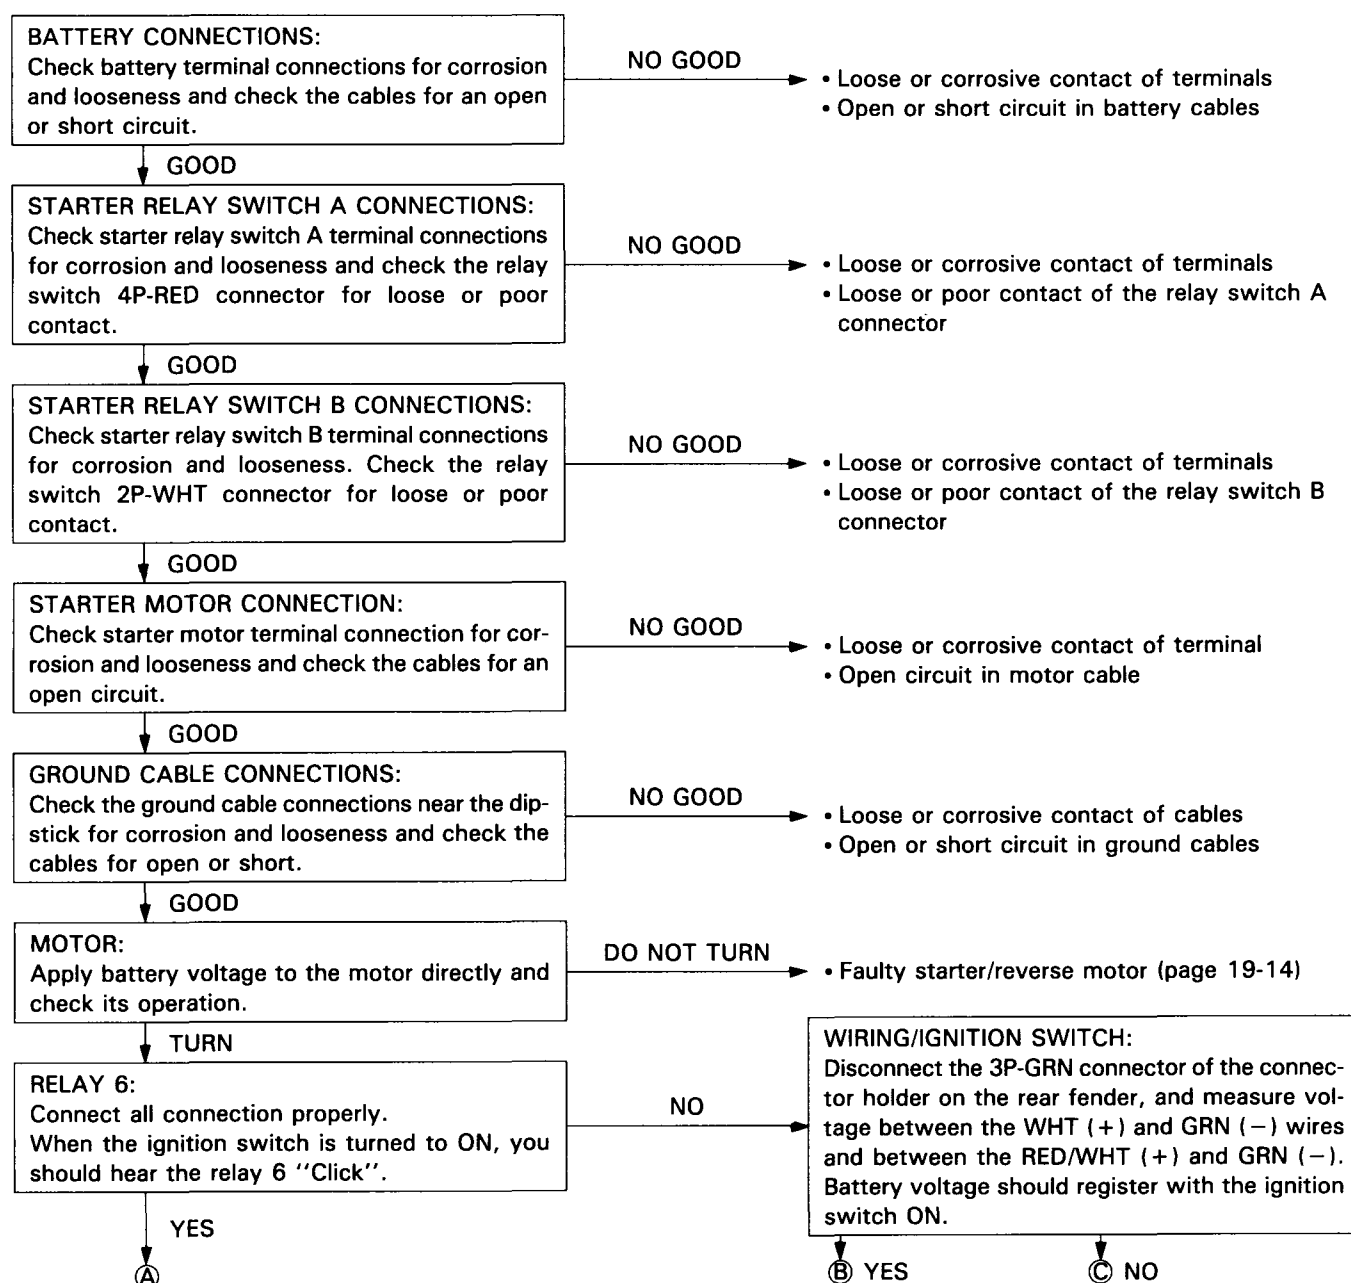 BATTERY CONNECTIONS:
Check battery terminal connections for corrosion
and looseness and check the cables for an open
or short circuit.
NO GOOD
• Loose or corrosive contact of terminals
• Open or short circuit in battery cables
GOOD
STARTER RELAY SWITCH A CONNECTIONS:
Check starter relay switch A terminal connections
for corrosion and looseness and check the relay
switch 4P-RED connector for loose or poor
contact.
NO GOOD
• Loose or corrosive contact of terminals
• Loose or poor contact of the relay switch A
connector
GOOD
STARTER RELAY SWITCH B CONNECTIONS:
Check starter relay switch B terminal connections
for corrosion and looseness. Check the relay
switch 2P-WHT connector for loose or poor
contact.
NO GOOD
• Loose or corrosive contact of terminals
• Loose or poor contact of the relay switch B
connector
GOOD
STARTER MOTOR CONNECTION:
Check starter motor terminal connection for cor-
rosion and looseness and check the cables for an
open circuit.
NO GOOD
• Loose or corrosive contact of terminal
• Open circuit in motor cable
GOOD
GROUND CABLE CONNECTIONS:
Check the ground cable connections near the dip-
stick for corrosion and looseness and check the
cables for open or short.
NO GOOD
• Loose or corrosive contact of cables
• Open or short circuit in ground cables
GOOD
MOTOR:
Apply battery voltage to the motor directly and
check its operation.
DO NOT TURN
• Faulty starter/reverse motor (page 19-14)
TURN
RELAY 6:
Connect all connection properly.
When the ignition switch is turned to ON, you
should hear the relay 6 ''Click''.
NO
WIRING/IGNITION SWITCH:
Disconnect the 3P-GRN connector of the connec-
tor holder on the rear fender, and measure vol-
tage between the WHT (+) and GRN (−) wires
and between the RED/WHT (+) and GRN (−).
Battery voltage should register with the ignition
switch ON.
YES
Ⓐ
Ⓑ YES
Ⓒ NO